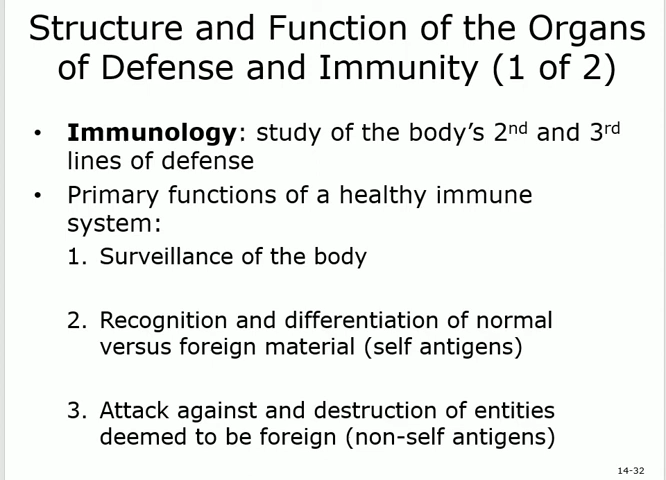 Structure and Function of the Organs
of Defense and Immunity (1 of 2)
• Immunology: study of the body’s 2nd and 3rd
lines of defense
• Primary functions of a healthy immune
system:
1. Surveillance of the body
2. Recognition and differentiation of normal
versus foreign material (self antigens)
3. Attack against and destruction of entities
deemed to be foreign (non-self antigens)
14-32